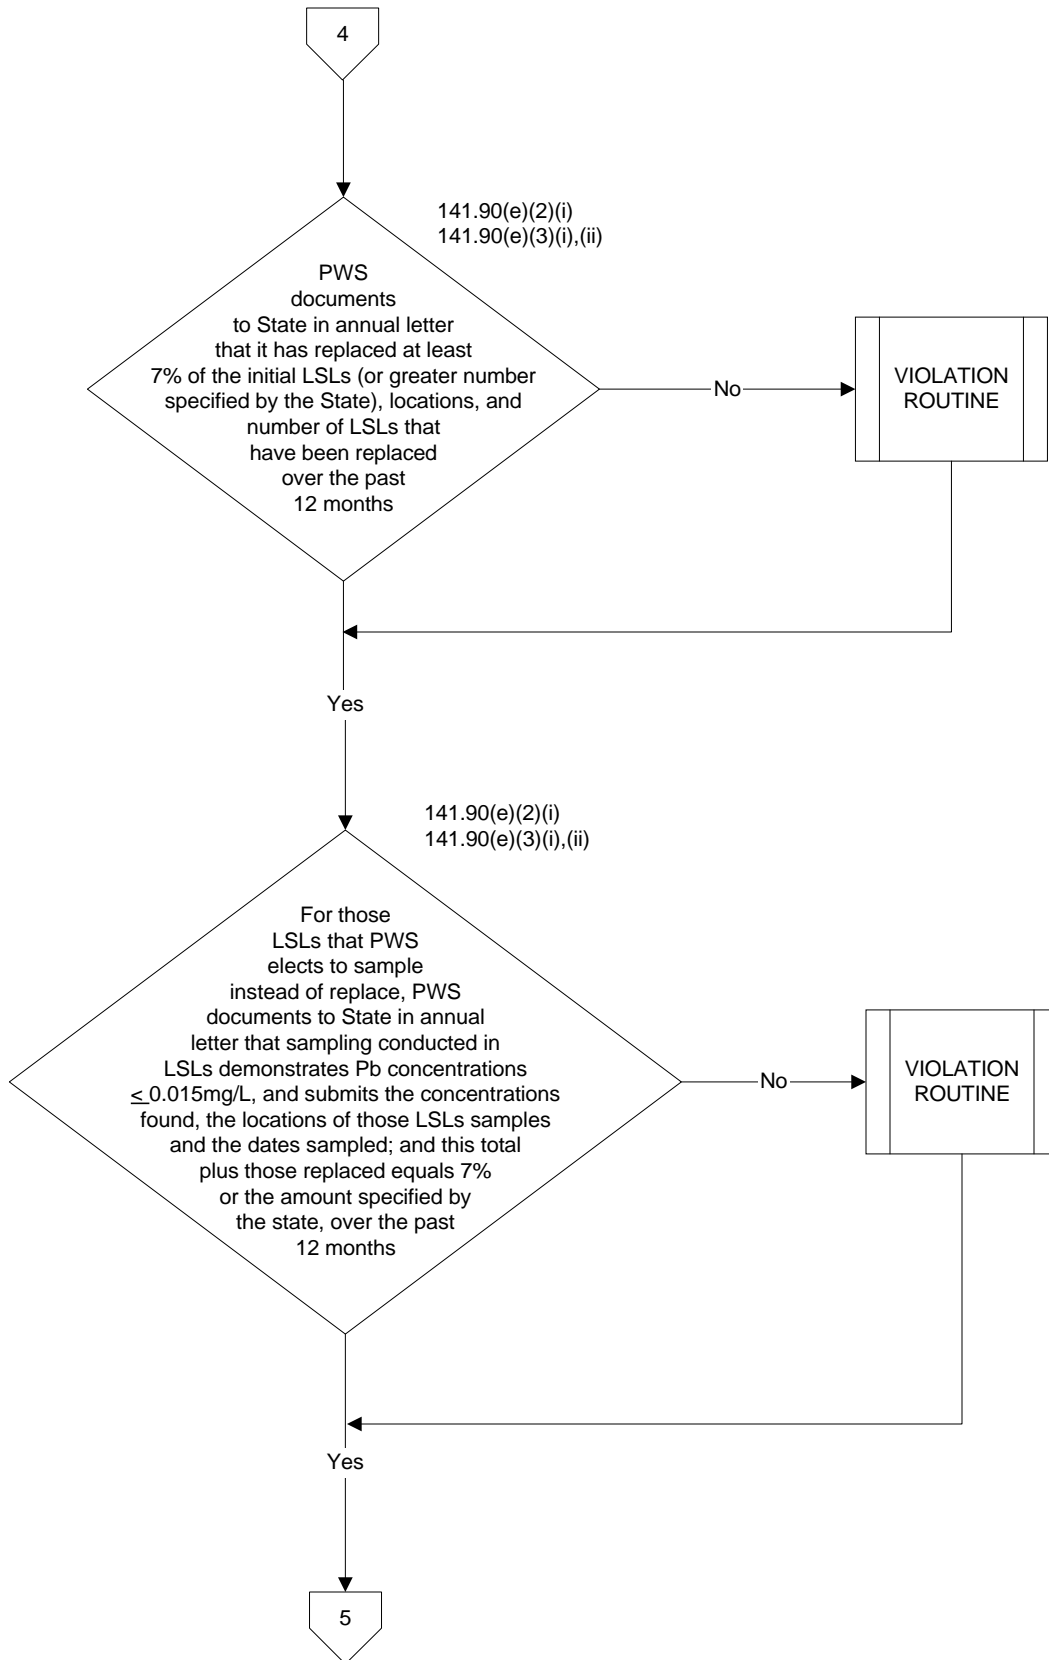 4
141.90(e)(2)(i)
141.90(e)(3)(i),(ii)
PWS
documents
to State in annual letter
that it has replaced at least
7% of the initial LSLs (or greater number
specified by the State), locations, and
number of LSLs that
have been replaced
over the past
12 months
No
VIOLATION
ROUTINE
Yes
141.90(e)(2)(i)
141.90(e)(3)(i),(ii)
For those
LSLs that PWS
elects to sample
instead of replace, PWS
documents to State in annual
letter that sampling conducted in
LSLs demonstrates Pb concentrations
≤ 0.015mg/L, and submits the concentrations
found, the locations of those LSLs samples
and the dates sampled; and this total
plus those replaced equals 7%
or the amount specified by
the state, over the past
12 months
No
VIOLATION
ROUTINE
Yes
5